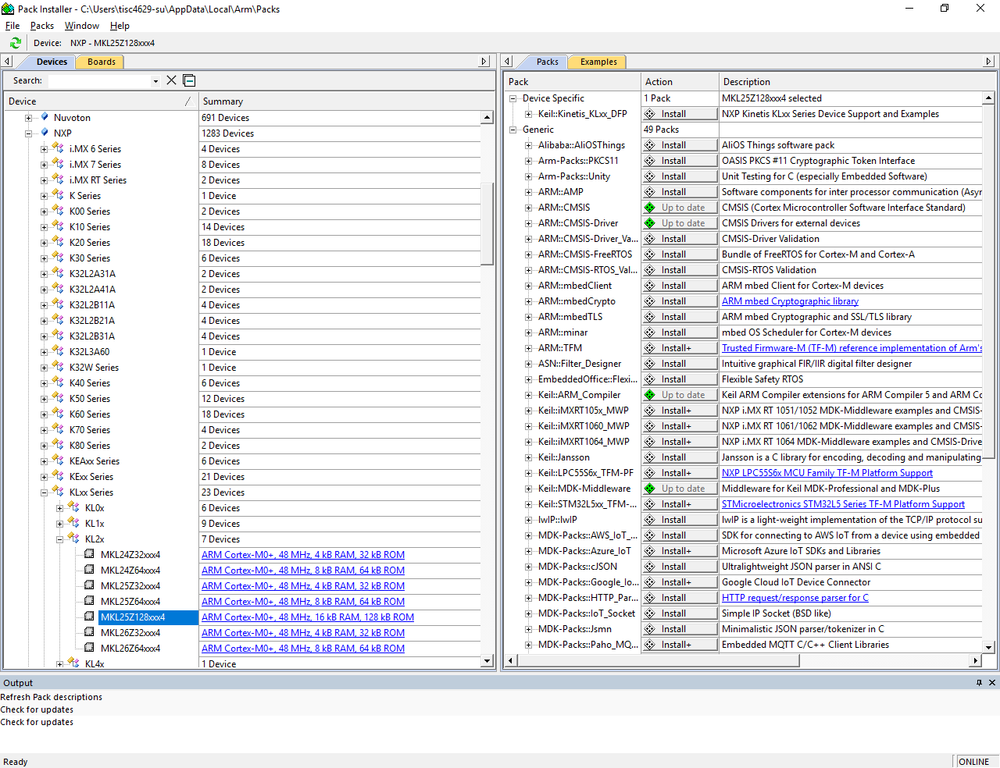 Pack Installer - C:\Users\tisc4629-su\AppData\Local\Arm\Packs
File Packs Window Help
Device: NXP - MKL25Z128xxx4
Devices Boards
Search:
Device Summary
Nuvoton 691 Devices
NXP 1283 Devices
i.MX 6 Series 4 Devices
i.MX 7 Series 8 Devices
i.MX RT Series 2 Devices
K Series 1 Device
K00 Series 2 Devices
K10 Series 14 Devices
K20 Series 18 Devices
K30 Series 6 Devices
K32L2A31A 2 Devices
K32L2A41A 2 Devices
K32L2B11A 4 Devices
K32L2B21A 4 Devices
K32L2B31A 4 Devices
K32L3A60 1 Device
K32W Series 1 Device
K40 Series 6 Devices
K50 Series 12 Devices
K60 Series 18 Devices
K70 Series 4 Devices
K80 Series 2 Devices
KEAxx Series 6 Devices
KExx Series 21 Devices
KLxx Series 23 Devices
KL0x 6 Devices
KL1x 9 Devices
KL2x 7 Devices
MKL24Z32xxx4 ARM Cortex-M0+, 48 MHz, 4 kB RAM, 32 kB ROM
MKL24Z64xxx4 ARM Cortex-M0+, 48 MHz, 8 kB RAM, 64 kB ROM
MKL25Z32xxx4 ARM Cortex-M0+, 48 MHz, 4 kB RAM, 32 kB ROM
MKL25Z64xxx4 ARM Cortex-M0+, 48 MHz, 8 kB RAM, 64 kB ROM
MKL25Z128xxx4 ARM Cortex-M0+, 48 MHz, 16 kB RAM, 128 kB ROM
MKL26Z32xxx4 ARM Cortex-M0+, 48 MHz, 4 kB RAM, 32 kB ROM
MKL26Z64xxx4 ARM Cortex-M0+, 48 MHz, 8 kB RAM, 64 kB ROM
KL4x 1 Device
Packs Examples
Pack Action Description
Device Specific 1 Pack MKL25Z128xxx4 selected
Keil::Kinetis_KLxx_DFP Install NXP Kinetis KLxx Series Device Support and Examples
Generic 49 Packs
Alibaba::AliOSThings Install AliOS Things software pack
Arm-Packs::PKCS11 Install OASIS PKCS #11 Cryptographic Token Interface
Arm-Packs::Unity Install Unit Testing for C (especially Embedded Software)
ARM::AMP Install Software components for inter processor communication (Asyr
ARM::CMSIS Up to date CMSIS (Cortex Microcontroller Software Interface Standard)
ARM::CMSIS-Driver Up to date CMSIS Drivers for external devices
ARM::CMSIS-Driver_Va... Install CMSIS-Driver Validation
ARM::CMSIS-FreeRTOS Install Bundle of FreeRTOS for Cortex-M and Cortex-A
ARM::CMSIS-RTOS_Val... Install CMSIS-RTOS Validation
ARM::mbedClient Install ARM mbed Client for Cortex-M devices
ARM::mbedCrypto Install ARM mbed Cryptographic library
ARM::mbedTLS Install ARM mbed Cryptographic and SSL/TLS library
ARM::minar Install mbed OS Scheduler for Cortex-M devices
ARM::TFM Install+ Trusted Firmware-M (TF-M) reference implementation of Arm's
ASN::Filter_Designer Install Intuitive graphical FIR/IIR digital filter designer
EmbeddedOffice::Flexi... Install Flexible Safety RTOS
Keil::ARM_Compiler Up to date Keil ARM Compiler extensions for ARM Compiler 5 and ARM Co
Keil::iMXRT105x_MWP Install+ NXP i.MX RT 1051/1052 MDK-Middleware examples and CMSIS-
Keil::iMXRT1060_MWP Install+ NXP i.MX RT 1061/1062 MDK-Middleware examples and CMSIS-
Keil::iMXRT1064_MWP Install+ NXP i.MX RT 1064 MDK-Middleware examples and CMSIS-Drive
Keil::Jansson Install Jansson is a C library for encoding, decoding and manipulating
Keil::LPC55S6x_TFM-PF Install+ NXP LPC55S6x MCU Family TF-M Platform Support
Keil::MDK-Middleware Up to date Middleware for Keil MDK-Professional and MDK-Plus
Keil::STM32L5xx_TFM-... Install+ STMicroelectronics STM32L5 Series TF-M Platform Support
lwIP::lwIP Install lwIP is a light-weight implementation of the TCP/IP protocol su
MDK-Packs::AWS_IoT_... Install+ SDK for connecting to AWS IoT from a device using embedded
MDK-Packs::Azure_IoT Install+ Microsoft Azure IoT SDKs and Libraries
MDK-Packs::cJSON Install Ultralightweight JSON parser in ANSI C
MDK-Packs::Google_Io... Install+ Google Cloud IoT Device Connector
MDK-Packs::HTTP_Par... Install HTTP request/response parser for C
MDK-Packs::IoT_Socket Install Simple IP Socket (BSD like)
MDK-Packs::Jsmn Install Minimalistic JSON parser/tokenizer in C
MDK-Packs::Paho_MQ... Install+ Embedded MQTT C/C++ Client Libraries
Output
Refresh Pack descriptions
Check for updates
Check for updates
Ready ONLINE